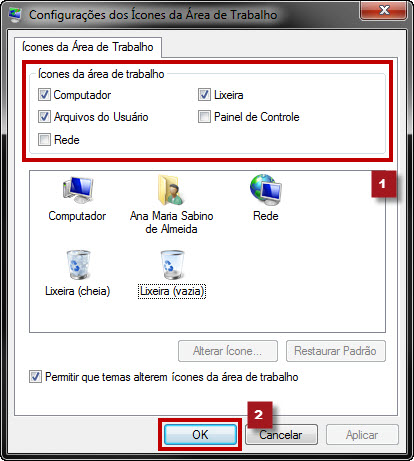 Configurações dos Ícones da Área de Trabalho
Ícones da Área de Trabalho
Ícones da área de trabalho
Computador
Lixeira
Arquivos do Usuário
Painel de Controle
Rede
1
Computador
Ana Maria Sabino
de Almeida
Rede
Lixeira (cheia)
Lixeira (vazia)
Alterar Ícone...
Restaurar Padrão
Permitir que temas alterem ícones da área de trabalho
2
OK
Cancelar
Aplicar